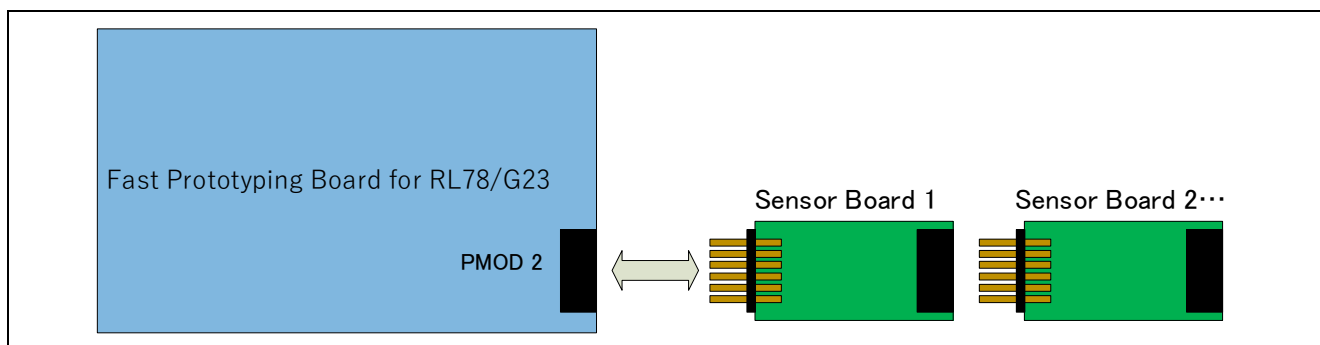 Fast Prototyping Board for RL78/G23
Sensor Board 1
Sensor Board 2···
PMOD 2